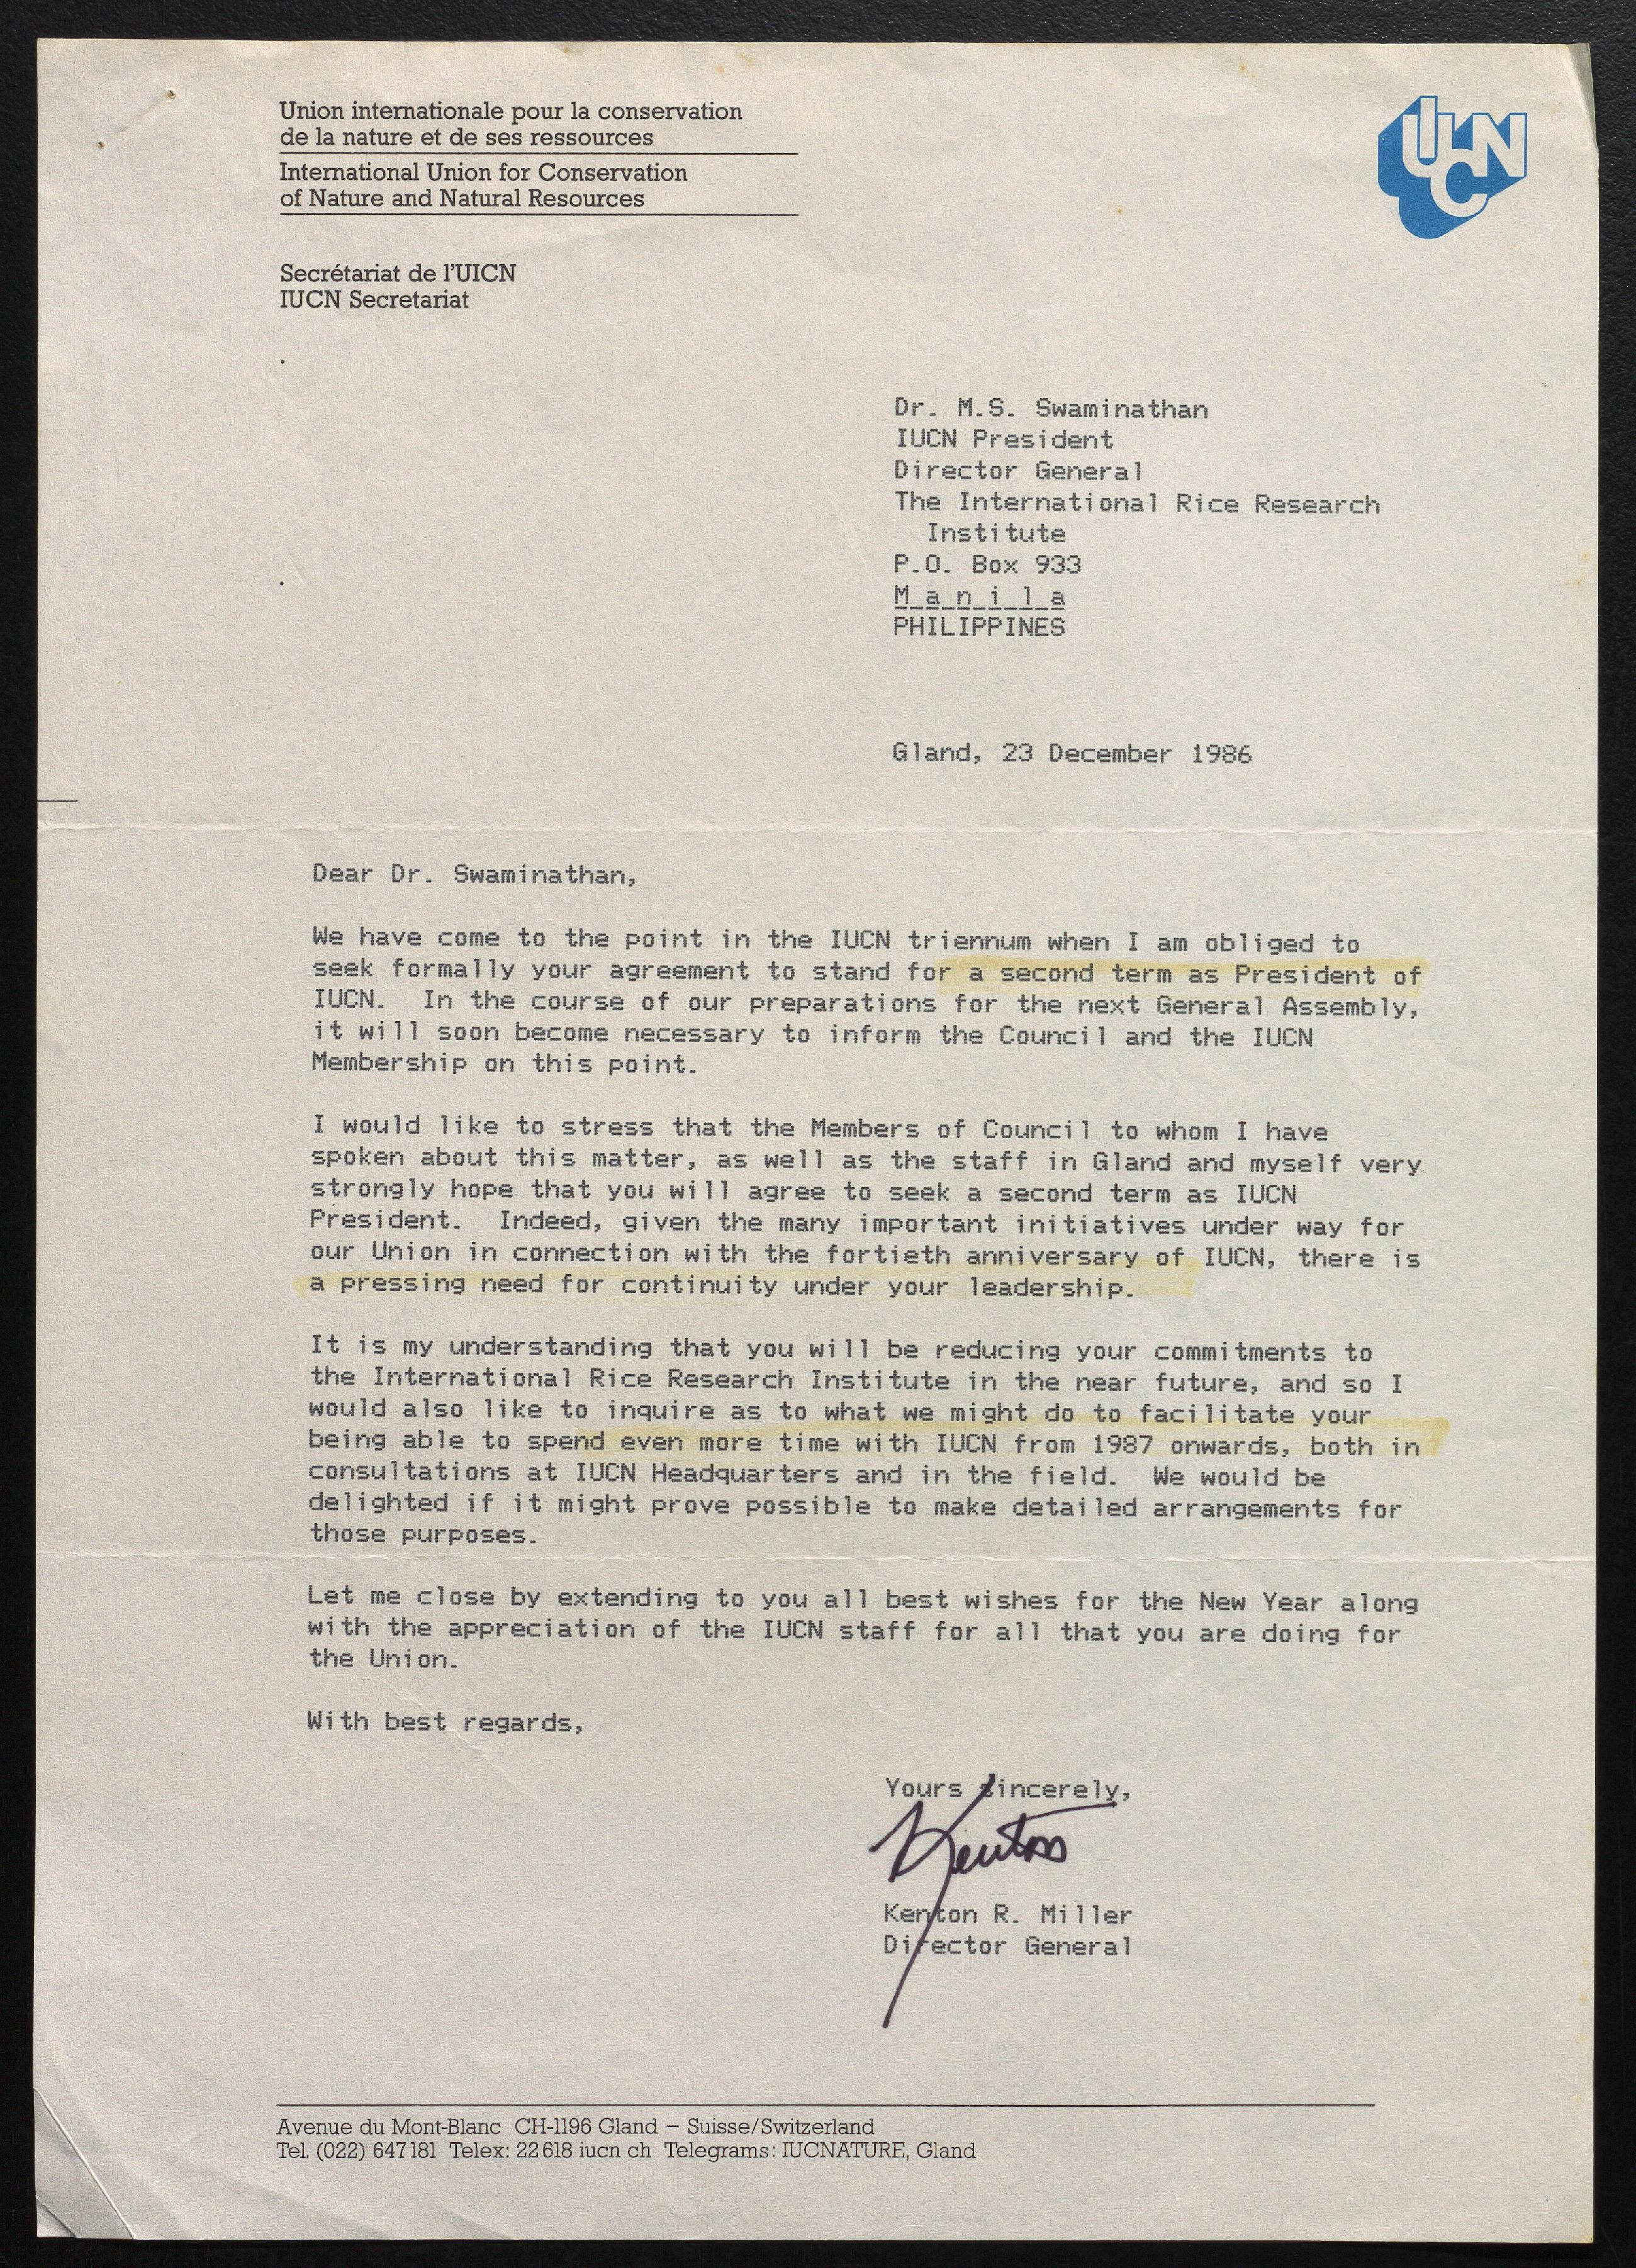 Union internationale pour la conservation
de la nature et de ses ressources
International Union for Conservation
of Nature and Natural Resources
IUCN
Secrétariat de l'UICN
IUCN Secretariat
Dr. M.S. Swaminathan
IUCN President
Director General
The International Rice Research
Institute
P.O. Box 933
M a n i l a
PHILIPPINES
Gland, 23 December 1986
Dear Dr. Swaminathan,
We have come to the point in the IUCN triennum when I am obliged to
seek formally your agreement to stand for a second term as President of
IUCN. In the course of our preparations for the next General Assembly,
it will soon become necessary to inform the Council and the IUCN
Membership on this point.
I would like to stress that the Members of Council to whom I have
spoken about this matter, as well as the staff in Gland and myself very
strongly hope that you will agree to seek a second term as IUCN
President. Indeed, given the many important initiatives under way for
our Union in connection with the fortieth anniversary of IUCN, there is
a pressing need for continuity under your leadership.
It is my understanding that you will be reducing your commitments to
the International Rice Research Institute in the near future, and so I
would also like to inquire as to what we might do to facilitate your
being able to spend even more time with IUCN from 1987 onwards, both in
consultations at IUCN Headquarters and in the field. We would be
delighted if it might prove possible to make detailed arrangements for
those purposes.
Let me close by extending to you all best wishes for the New Year along
with the appreciation of the IUCN staff for all that you are doing for
the Union.
With best regards,
Yours sincerely,
Kenton
Kenton R. Miller
Director General
Avenue du Mont-Blanc CH-1196 Gland – Suisse/Switzerland
Tel. (022) 647181 Telex: 22618 iucn ch Telegrams: IUCNATURE, Gland